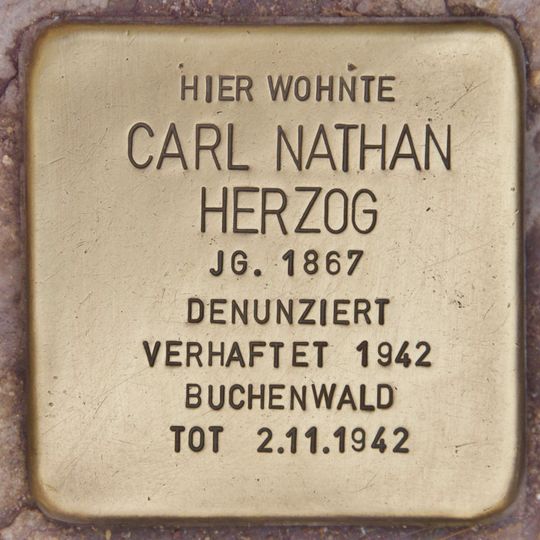 HIER WOHNTE
CARL NATHAN
HERZOG
JG. 1867
DENUNZIERT
VERHAFTET 1942
BUCHENWALD
TOT 2.11.1942